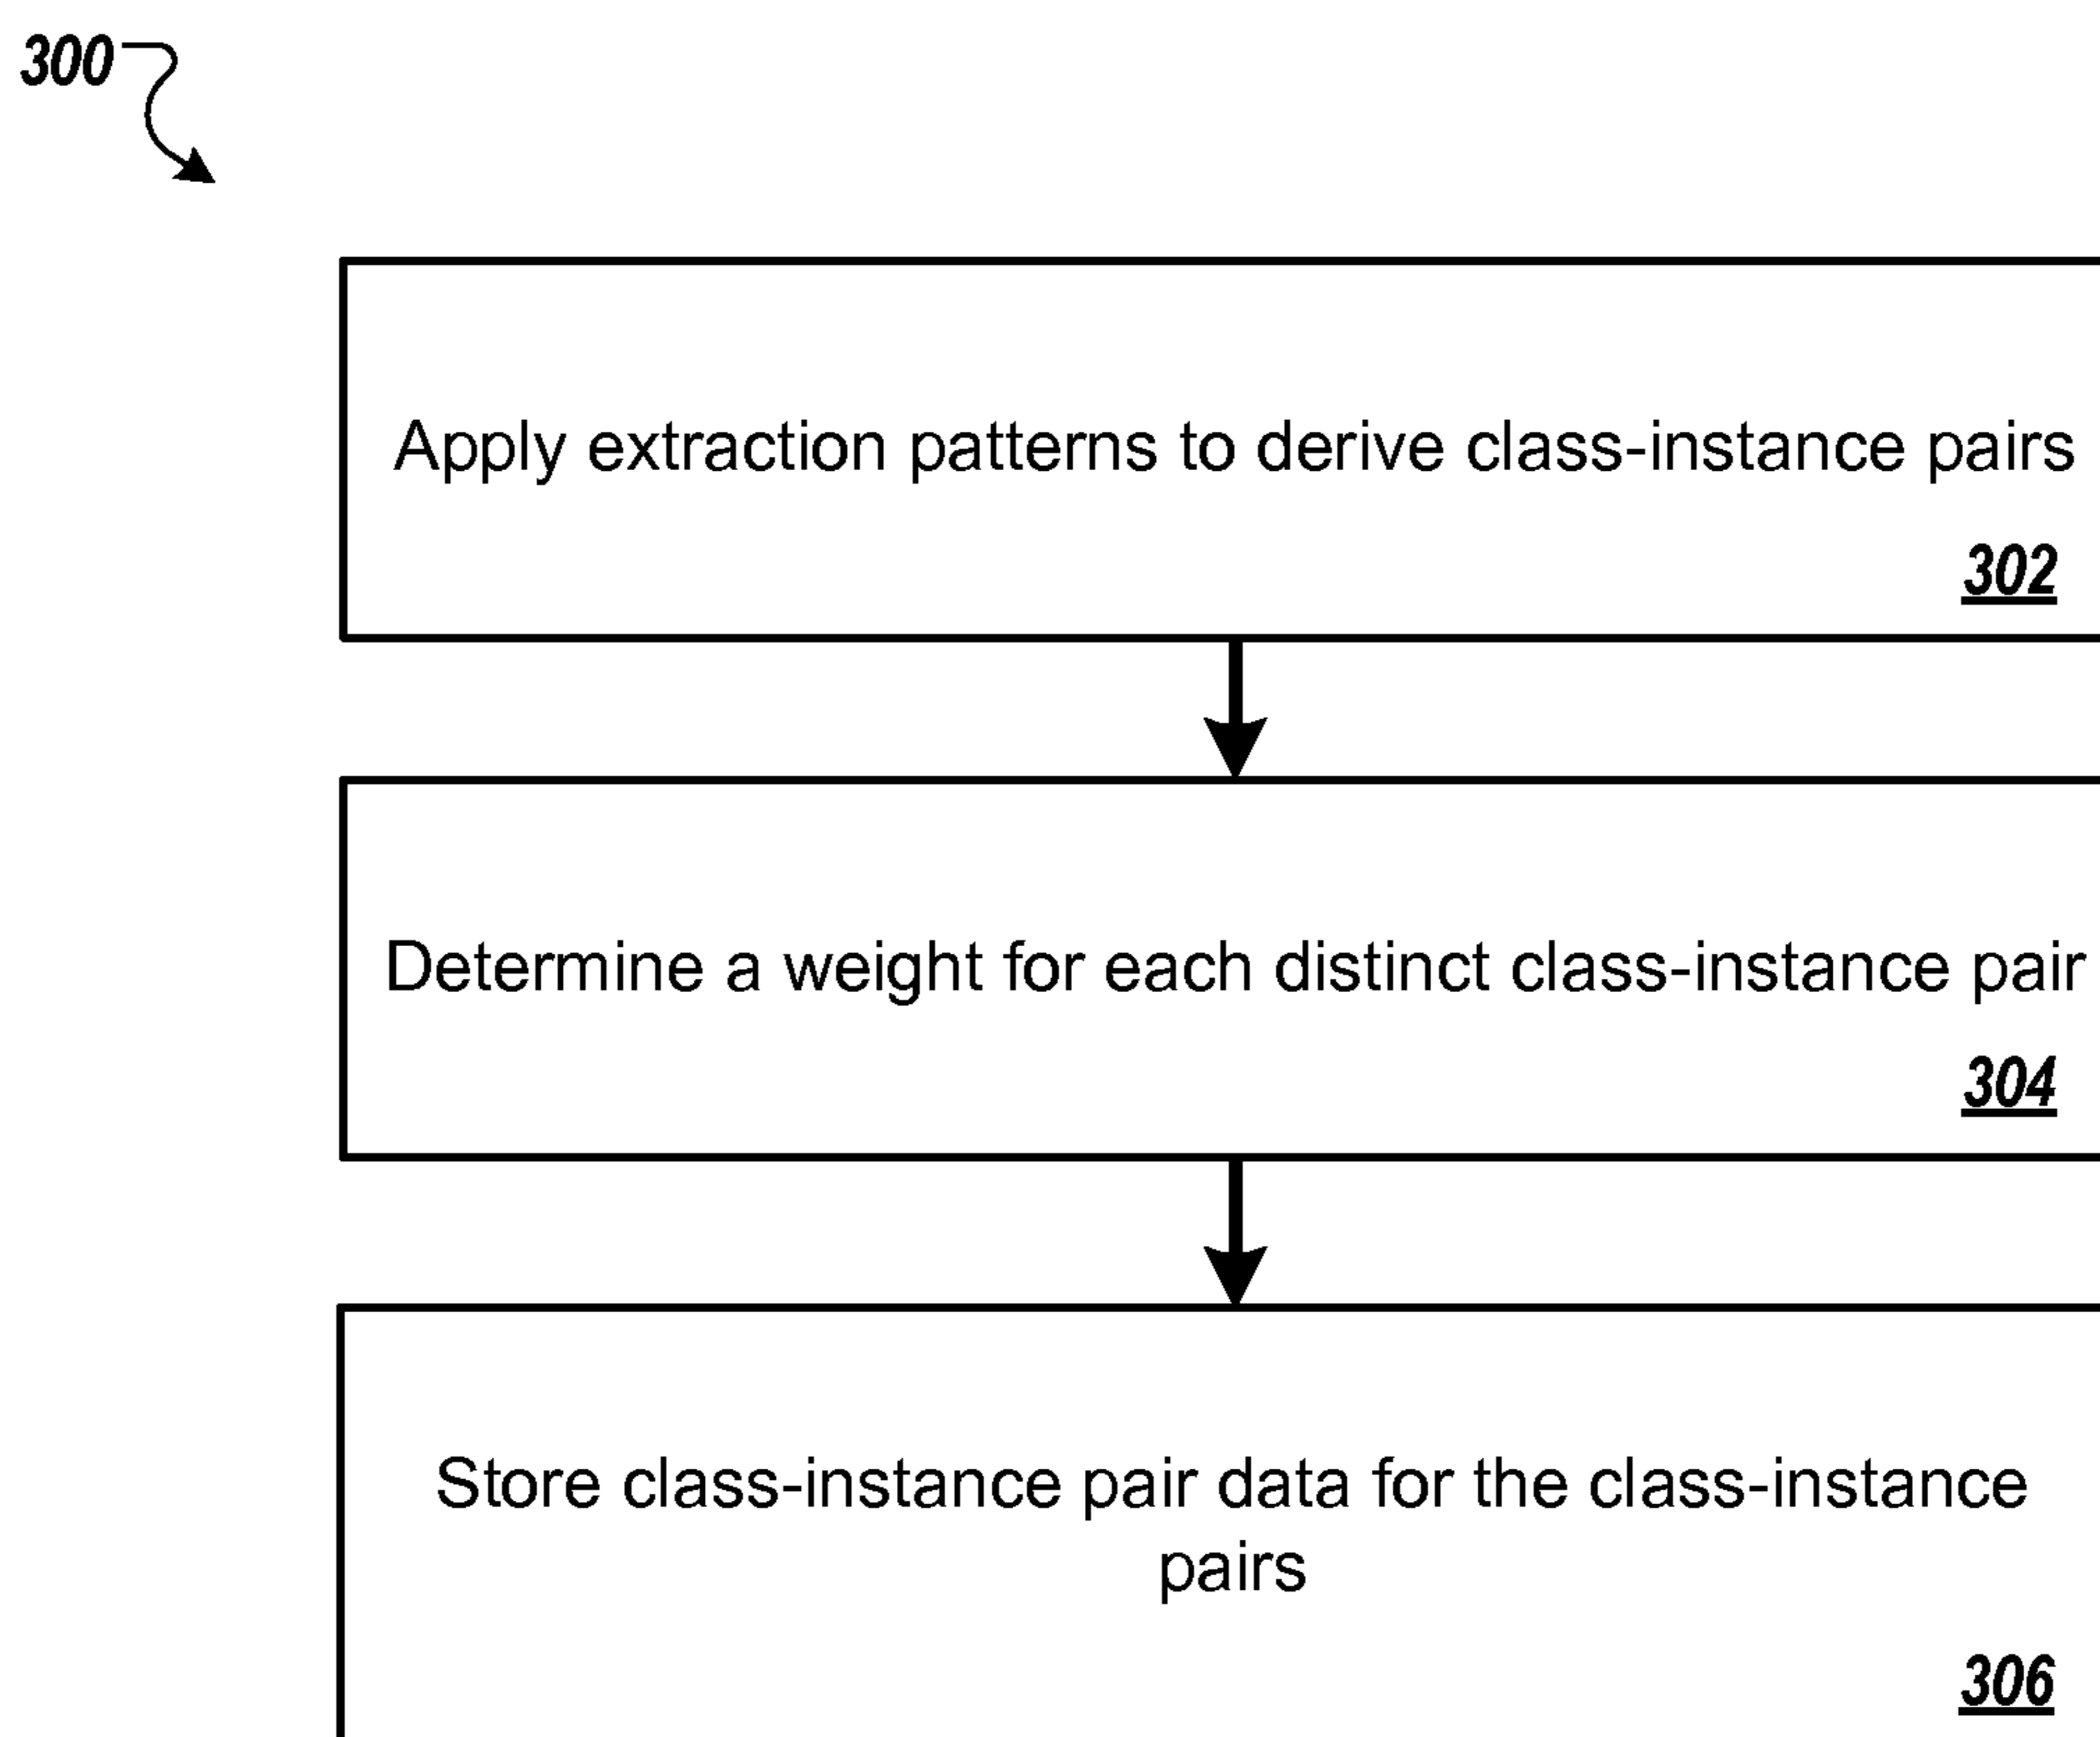 300
Apply extraction patterns to derive class-instance pairs
302
Determine a weight for each distinct class-instance pair
304
Store class-instance pair data for the class-instance
pairs
306